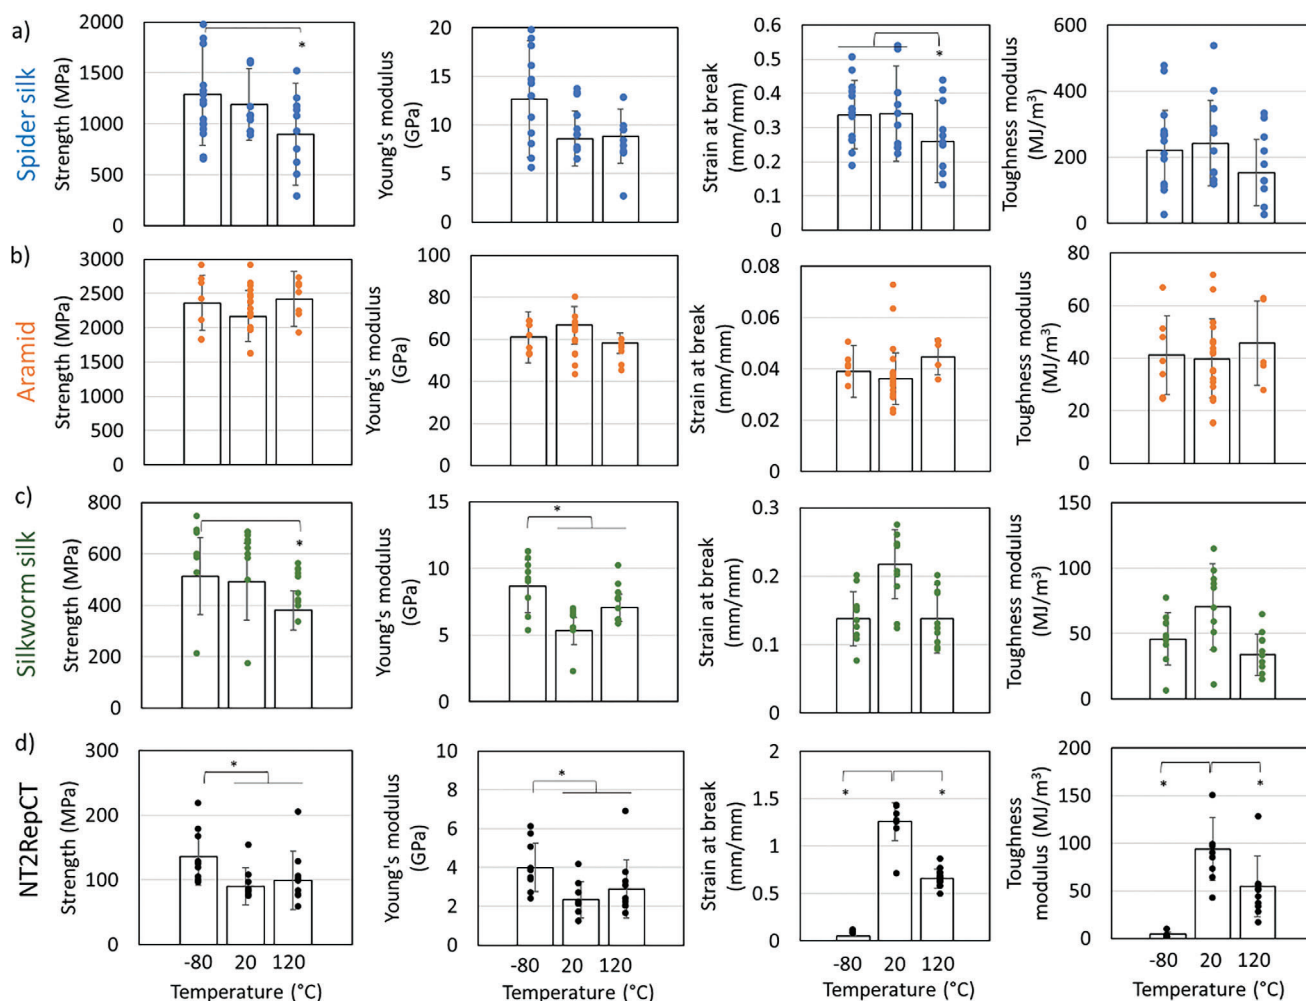 a)
Spider silk
Strength (MPa)
2000
1500
1000
500
0
*
Young's modulus
(GPa)
20
15
10
5
0
Strain at break
(mm/mm)
0.6
0.5
0.4
0.3
0.2
0.1
0
*
Toughness modulus
(MJ/m³)
600
400
200
0
b)
Aramid
Strength (MPa)
3000
2500
2000
1500
1000
500
0
Young's modulus
(GPa)
100
80
60
40
20
0
Strain at break
(mm/mm)
0.08
0.06
0.04
0.02
0
Toughness modulus
(MJ/m³)
80
60
40
20
0
c)
Silkworm silk
Strength (MPa)
800
600
400
200
0
*
Young's modulus
(GPa)
15
10
5
0
*
Strain at break
(mm/mm)
0.3
0.2
0.1
0
Toughness modulus
(MJ/m³)
150
100
50
0
d)
NT2RepCT
Strength (MPa)
300
200
100
0
*
-80 20 120
Temperature (°C)
Young's modulus
(GPa)
10
8
6
4
2
0
*
-80 20 120
Temperature (°C)
Strain at break
(mm/mm)
2
1.5
1
0.5
0
* *
-80 20 120
Temperature (°C)
Toughness
modulus (MJ/m³)
200
150
100
50
0
* *
-80 20 120
Temperature (°C)